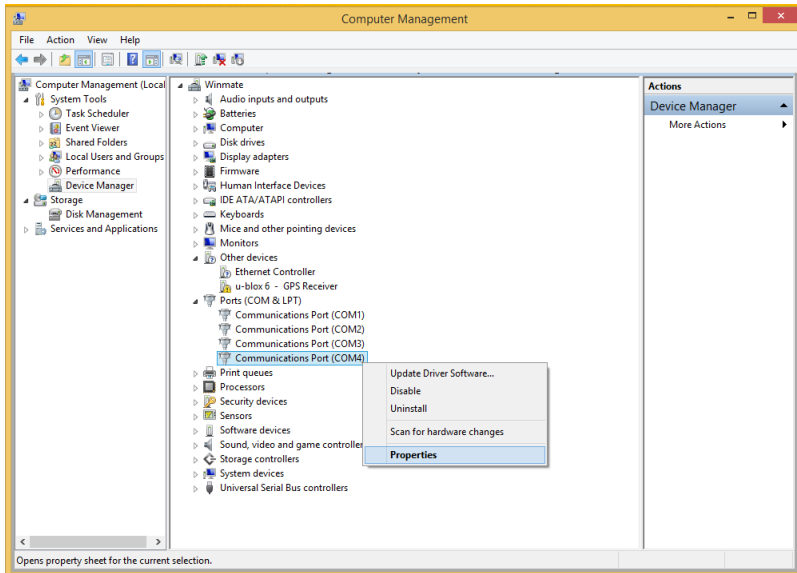 Computer Management
File Action View Help
Computer Management (Local
System Tools
Task Scheduler
Event Viewer
Shared Folders
Local Users and Groups
Performance
Device Manager
Storage
Disk Management
Services and Applications
Winmate
Audio inputs and outputs
Batteries
Computer
Disk drives
Display adapters
Firmware
Human Interface Devices
IDE ATA/ATAPI controllers
Keyboards
Mice and other pointing devices
Monitors
Other devices
Ethernet Controller
u-blox 6 - GPS Receiver
Ports (COM & LPT)
Communications Port (COM1)
Communications Port (COM2)
Communications Port (COM3)
Communications Port (COM4)
Print queues
Processors
Security devices
Sensors
Software devices
Sound, video and game controller
Storage controllers
System devices
Universal Serial Bus controllers
Update Driver Software...
Disable
Uninstall
Scan for hardware changes
Properties
Actions
Device Manager
More Actions
Opens property sheet for the current selection.